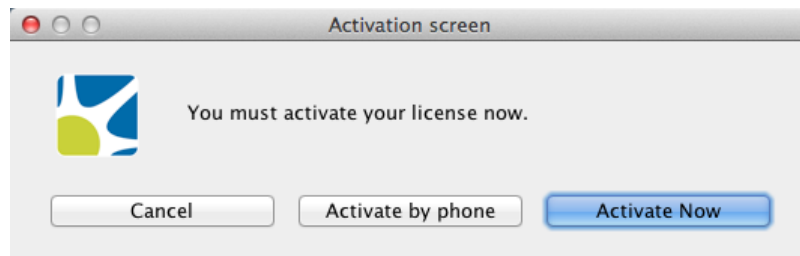 Activation screen
You must activate your license now.
Cancel Activate by phone Activate Now